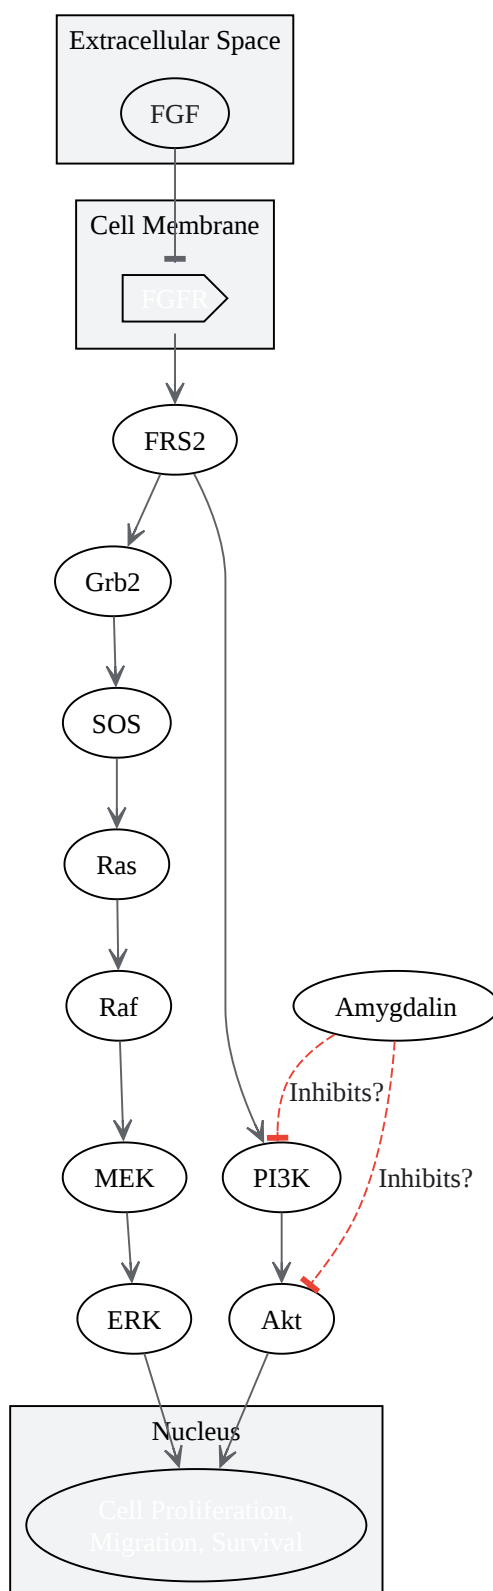 Extracellular Space
FGF
Cell Membrane
FGFR
FRS2
Grb2
SOS
Ras
Raf
Amygdalin
Inhibits?
MEK
PI3K
Inhibits?
ERK
Akt
Nucleus
Cell Proliferation,
Migration, Survival